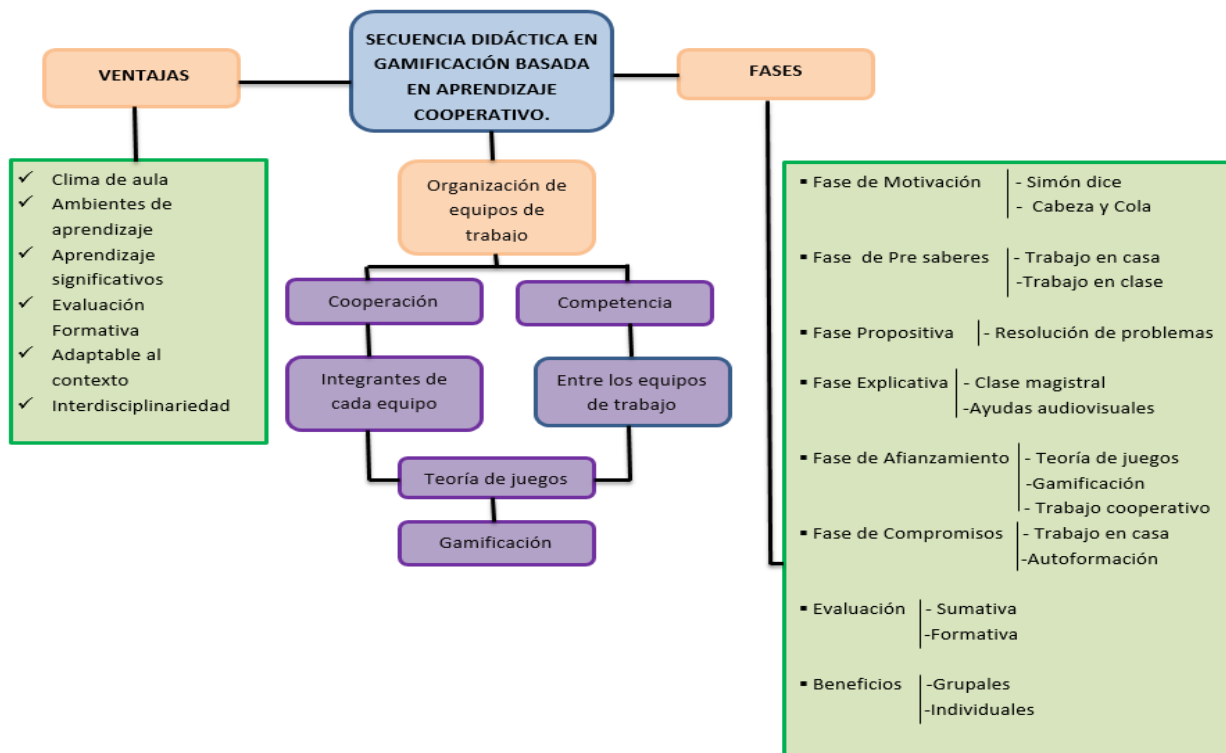 SECUENCIA DIDÁCTICA EN
GAMIFICACIÓN BASADA
EN APRENDIZAJE
COOPERATIVO.
VENTAJAS
✓ Clima de aula
✓ Ambientes de
aprendizaje
✓ Aprendizaje
significativos
✓ Evaluación
Formativa
✓ Adaptable al
contexto
✓ Interdisciplinariedad
Organización de
equipos de
trabajo
Cooperación
Competencia
Integrantes de
cada equipo
Entre los equipos
de trabajo
Teoría de juegos
Gamificación
FASES
▪ Fase de Motivación - Simón dice
- Cabeza y Cola
▪ Fase de Pre saberes - Trabajo en casa
-Trabajo en clase
▪ Fase Propositiva - Resolución de problemas
▪ Fase Explicativa - Clase magistral
-Ayudas audiovisuales
▪ Fase de Afianzamiento - Teoría de juegos
-Gamificación
- Trabajo cooperativo
▪ Fase de Compromisos - Trabajo en casa
-Autoformación
▪ Evaluación - Sumativa
-Formativa
▪ Beneficios -Grupales
-Individuales